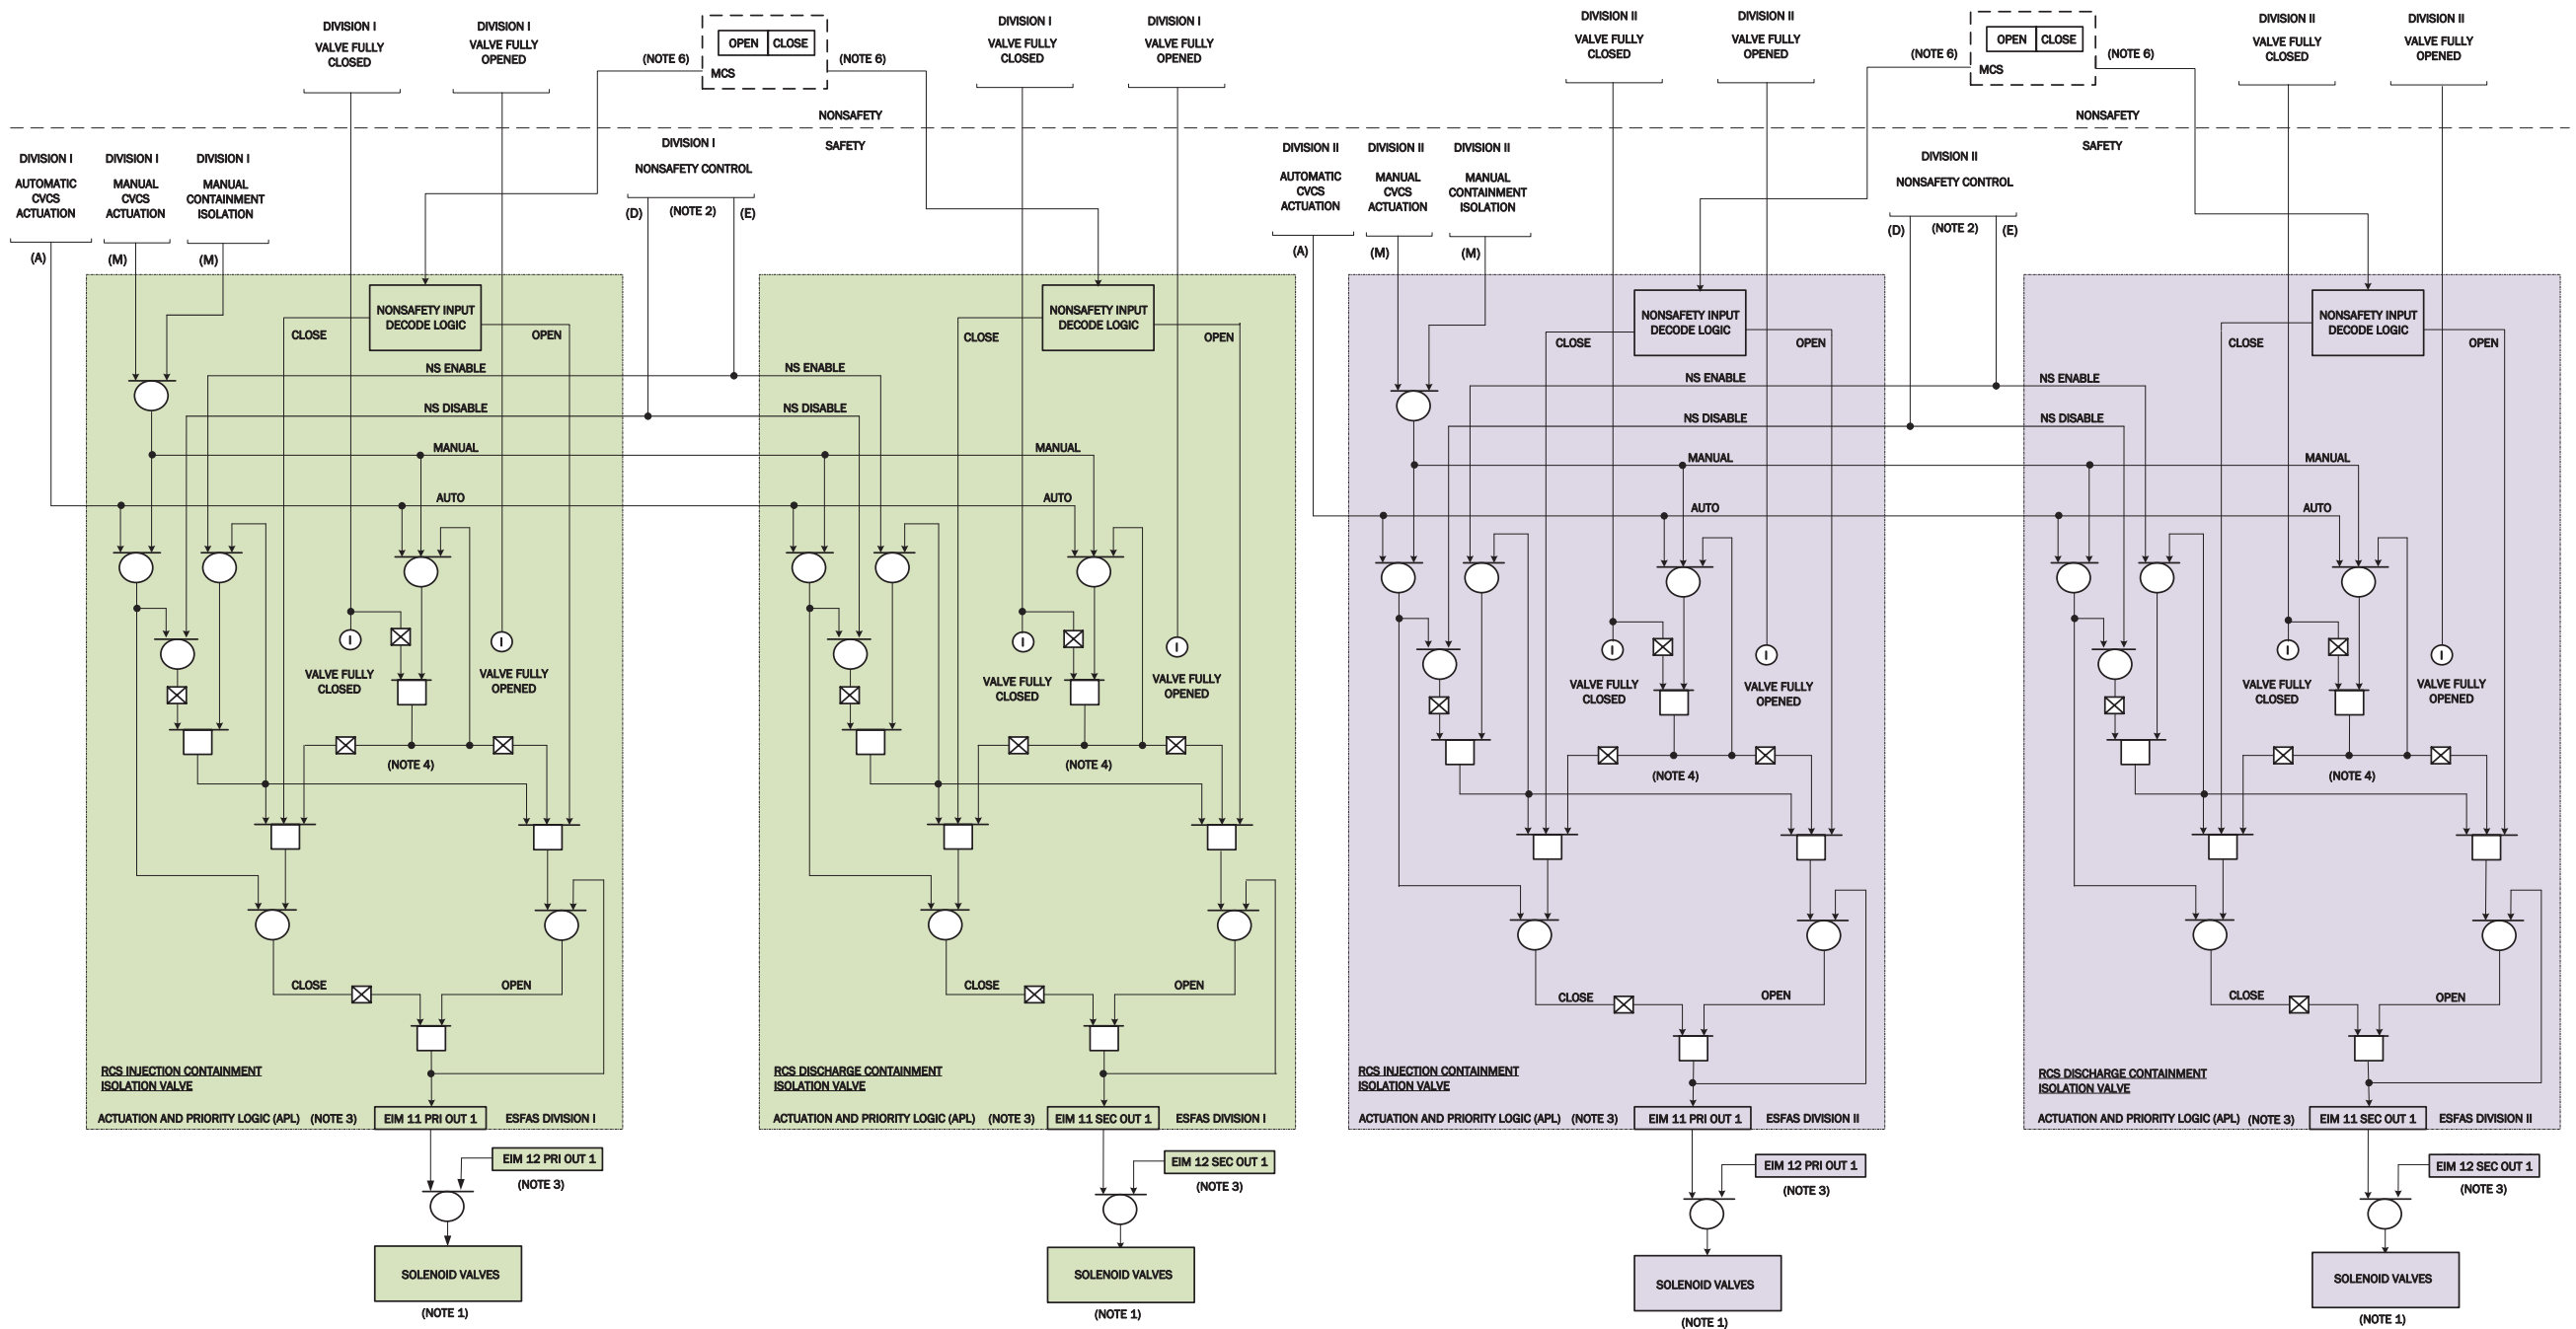 DIVISION I
VALVE FULLY
CLOSED
DIVISION I
VALVE FULLY
OPENED
(NOTE 6)
OPEN
CLOSE
MCS
(NOTE 6)
DIVISION I
VALVE FULLY
CLOSED
DIVISION I
VALVE FULLY
OPENED
DIVISION II
VALVE FULLY
CLOSED
DIVISION II
VALVE FULLY
OPENED
(NOTE 6)
OPEN
CLOSE
MCS
(NOTE 6)
DIVISION II
VALVE FULLY
CLOSED
DIVISION II
VALVE FULLY
OPENED
NONSAFETY
SAFETY
NONSAFETY
SAFETY
DIVISION I
AUTOMATIC
CVCS
ACTUATION
(A)
DIVISION I
MANUAL
CVCS
ACTUATION
(M)
DIVISION I
MANUAL
CONTAINMENT
ISOLATION
(M)
DIVISION I
NONSAFETY CONTROL
(D)
(NOTE 2)
(E)
DIVISION II
AUTOMATIC
CVCS
ACTUATION
(A)
DIVISION II
MANUAL
CVCS
ACTUATION
(M)
DIVISION II
MANUAL
CONTAINMENT
ISOLATION
(M)
DIVISION II
NONSAFETY CONTROL
(D)
(NOTE 2)
(E)
NONSAFETY INPUT
DECODE LOGIC
CLOSE
OPEN
NS ENABLE
NS DISABLE
MANUAL
AUTO
I
VALVE FULLY
CLOSED
I
VALVE FULLY
OPENED
(NOTE 4)
CLOSE
OPEN
RCS INJECTION CONTAINMENT
ISOLATION VALVE
ACTUATION AND PRIORITY LOGIC (APL)
(NOTE 3)
EIM 11 PRI OUT 1
ESFAS DIVISION I
EIM 12 PRI OUT 1
(NOTE 3)
SOLENOID VALVES
(NOTE 1)
NONSAFETY INPUT
DECODE LOGIC
CLOSE
OPEN
NS ENABLE
NS DISABLE
MANUAL
AUTO
I
VALVE FULLY
CLOSED
I
VALVE FULLY
OPENED
(NOTE 4)
CLOSE
OPEN
RCS DISCHARGE CONTAINMENT
ISOLATION VALVE
ACTUATION AND PRIORITY LOGIC (APL)
(NOTE 3)
EIM 11 SEC OUT 1
ESFAS DIVISION I
EIM 12 SEC OUT 1
(NOTE 3)
SOLENOID VALVES
(NOTE 1)
NONSAFETY INPUT
DECODE LOGIC
CLOSE
OPEN
NS ENABLE
NS DISABLE
MANUAL
AUTO
I
VALVE FULLY
CLOSED
I
VALVE FULLY
OPENED
(NOTE 4)
CLOSE
OPEN
RCS INJECTION CONTAINMENT
ISOLATION VALVE
ACTUATION AND PRIORITY LOGIC (APL)
(NOTE 3)
EIM 11 PRI OUT 1
ESFAS DIVISION II
EIM 12 PRI OUT 1
(NOTE 3)
SOLENOID VALVES
(NOTE 1)
NONSAFETY INPUT
DECODE LOGIC
CLOSE
OPEN
NS ENABLE
NS DISABLE
MANUAL
AUTO
I
VALVE FULLY
CLOSED
I
VALVE FULLY
OPENED
(NOTE 4)
CLOSE
OPEN
RCS DISCHARGE CONTAINMENT
ISOLATION VALVE
ACTUATION AND PRIORITY LOGIC (APL)
(NOTE 3)
EIM 11 SEC OUT 1
ESFAS DIVISION II
EIM 12 SEC OUT 1
(NOTE 3)
SOLENOID VALVES
(NOTE 1)